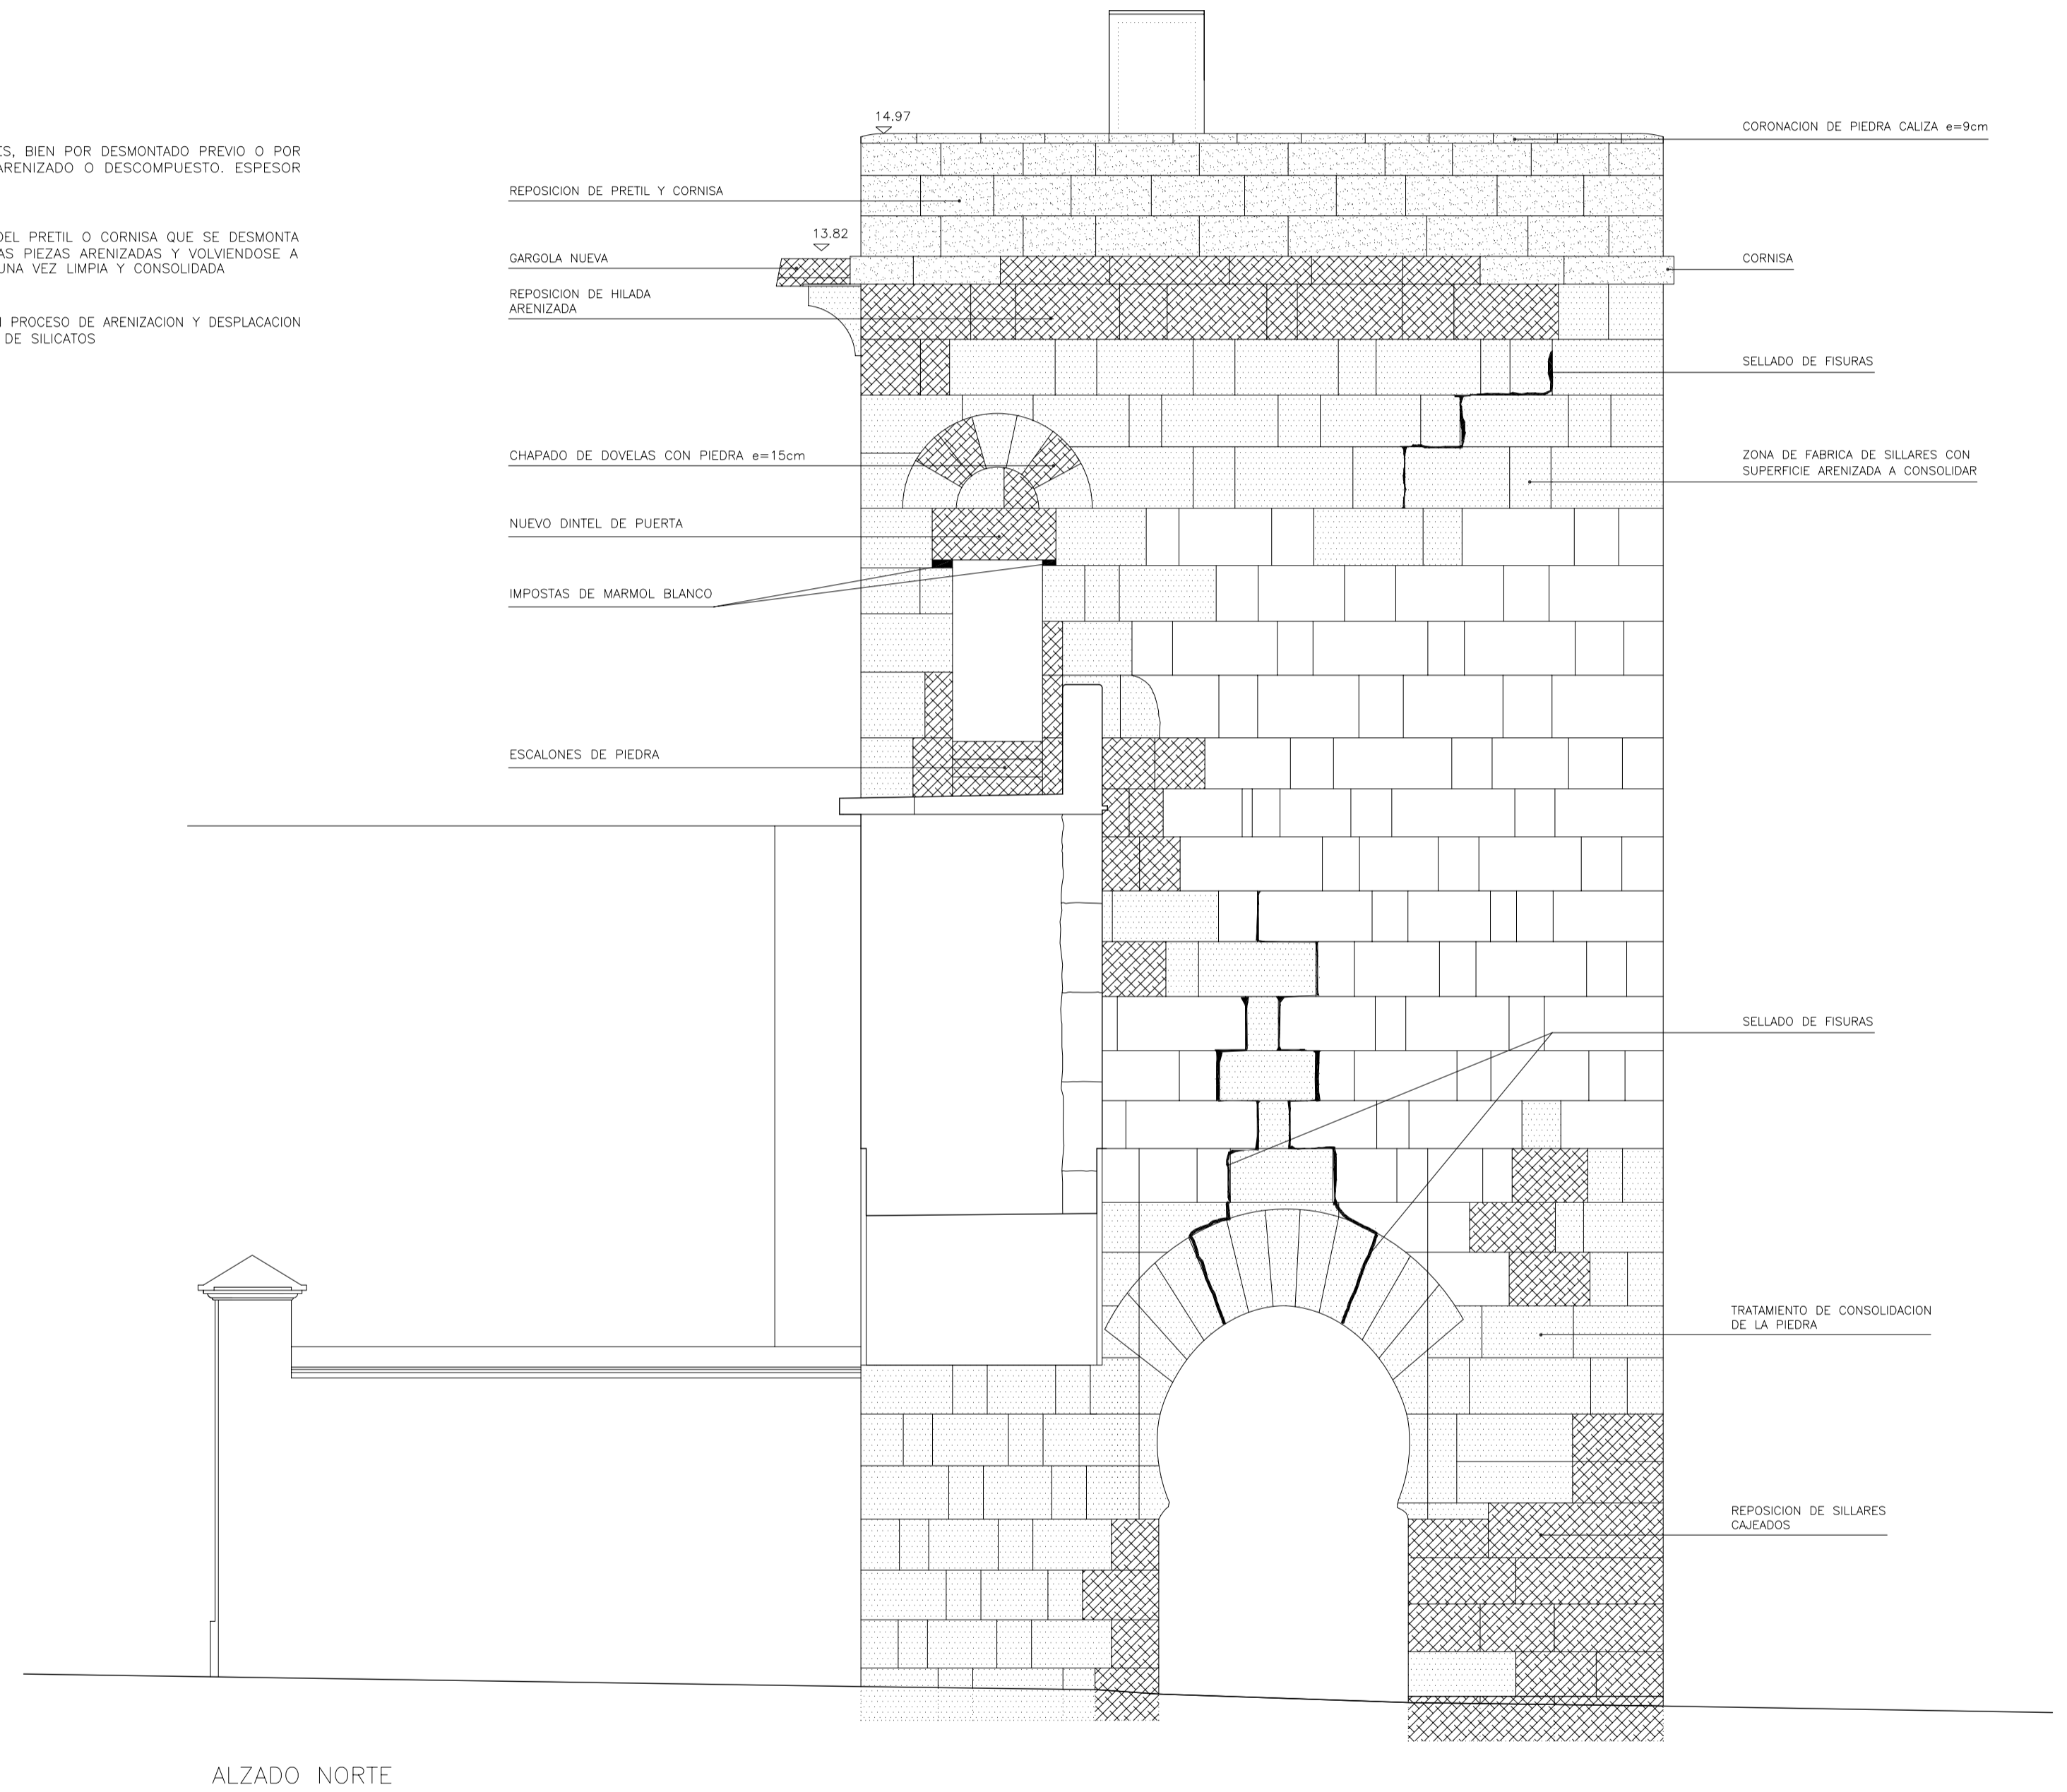 ES, BIEN POR DESMONTADO PREVIO O POR
ARENIZADO O DESCOMPUESTO. ESPESOR
DEL PRETIL O CORNISA QUE SE DESMONTA
AS PIEZAS ARENIZADAS Y VOLVIENDOSE A
UNA VEZ LIMPIA Y CONSOLIDADA
PROCESO DE ARENIZACION Y DESPLACACION
DE SILICATOS
14.97
REPOSICION DE PRETIL Y CORNISA
13.82
GARGOLA NUEVA
REPOSICION DE HILADA
ARENIZADA
CHAPADO DE DOVELAS CON PIEDRA e=15cm
NUEVO DINTEL DE PUERTA
IMPOSTAS DE MARMOL BLANCO
ESCALONES DE PIEDRA
CORONACION DE PIEDRA CALIZA e=9cm
CORNISA
SELLADO DE FISURAS
ZONA DE FABRICA DE SILLARES CON
SUPERFICIE ARENIZADA A CONSOLIDAR
SELLADO DE FISURAS
TRATAMIENTO DE CONSOLIDACION
DE LA PIEDRA
REPOSICION DE SILLARES
CAJEADOS
ALZADO NORTE